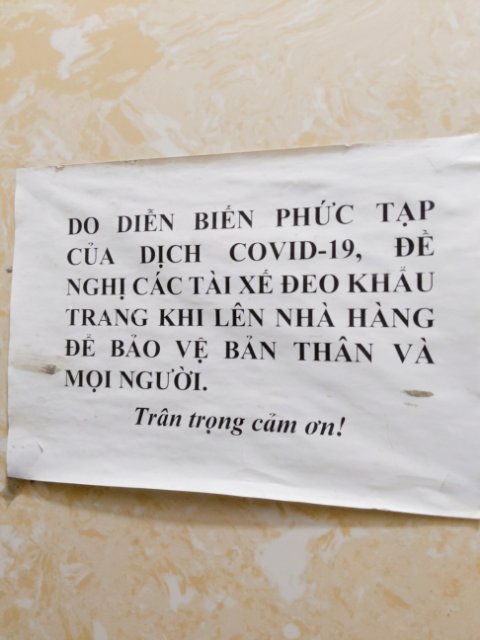 DO DIỄN BIẾN PHỨC TẠP
CỦA DỊCH COVID-19, ĐỀ
NGHỊ CÁC TÀI XẾ ĐEO KHẨU
TRANG KHI LÊN NHÀ HÀNG
ĐỂ BẢO VỆ BẢN THÂN VÀ
MỌI NGƯỜI.
Trân trọng cảm ơn!